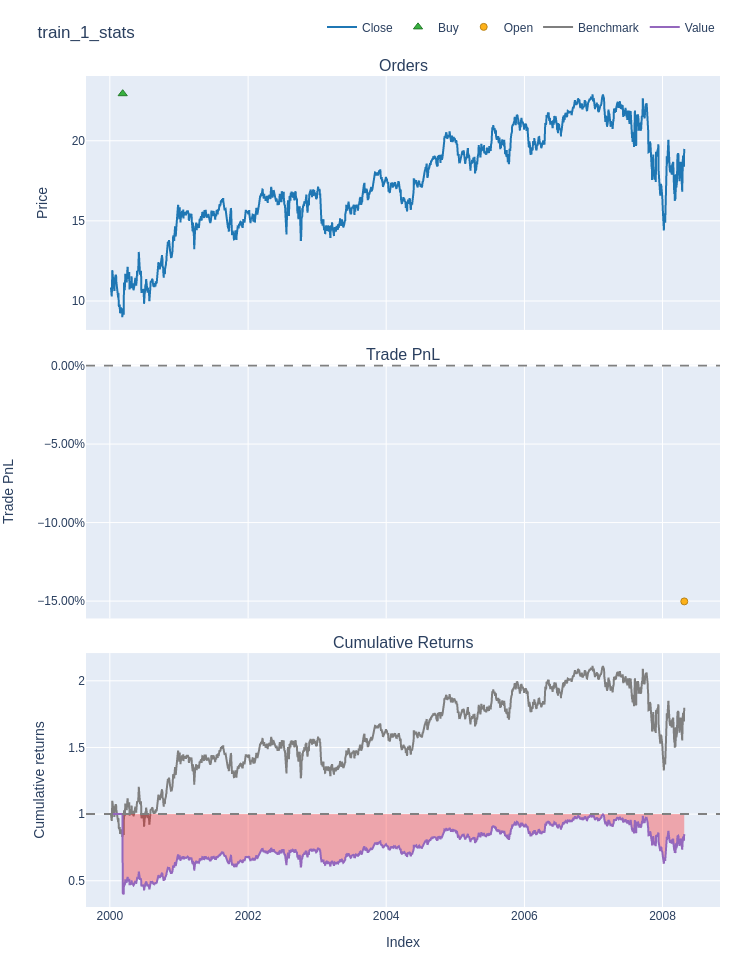 train_1_stats
Close Buy Open Benchmark Value
Orders
20
15
10
Price
Trade PnL
0.00%
−5.00%
−10.00%
−15.00%
Trade PnL
Cumulative Returns
2
1.5
1
0.5
Cumulative returns
2000 2002 2004 2006 2008
Index